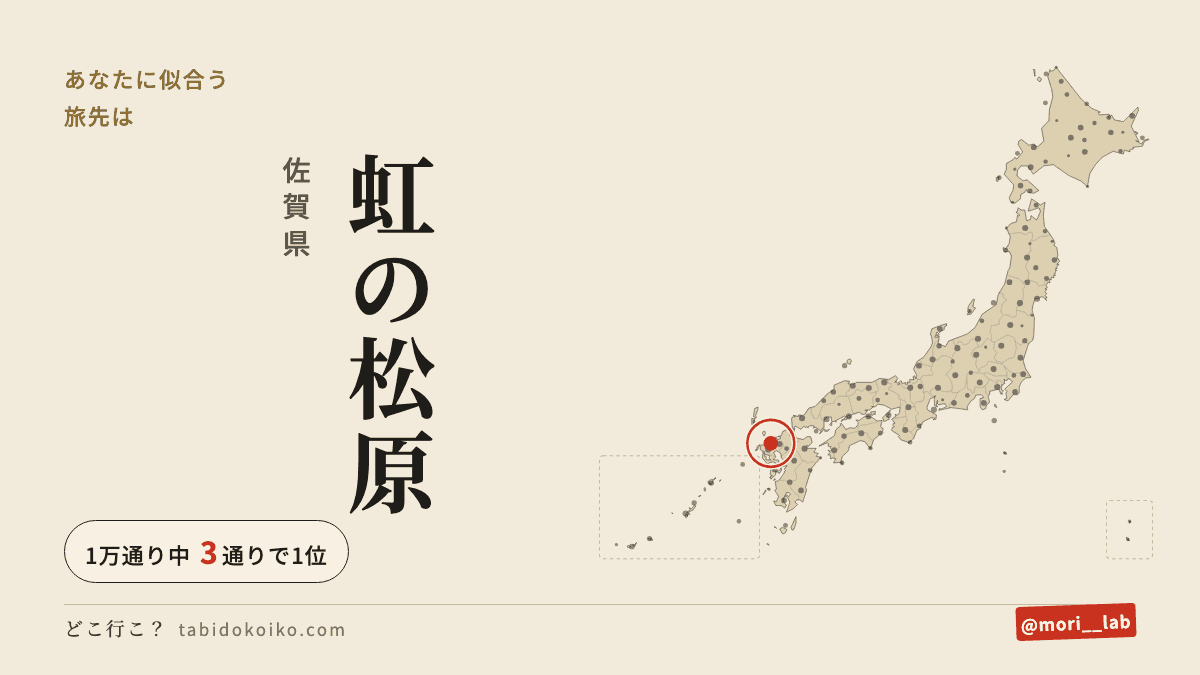 あなたに似合う
旅先は
虹の松原
佐賀県
1万通り中 3通りで1位
どこ行こ？ tabidokoiko.com
@mori__lab